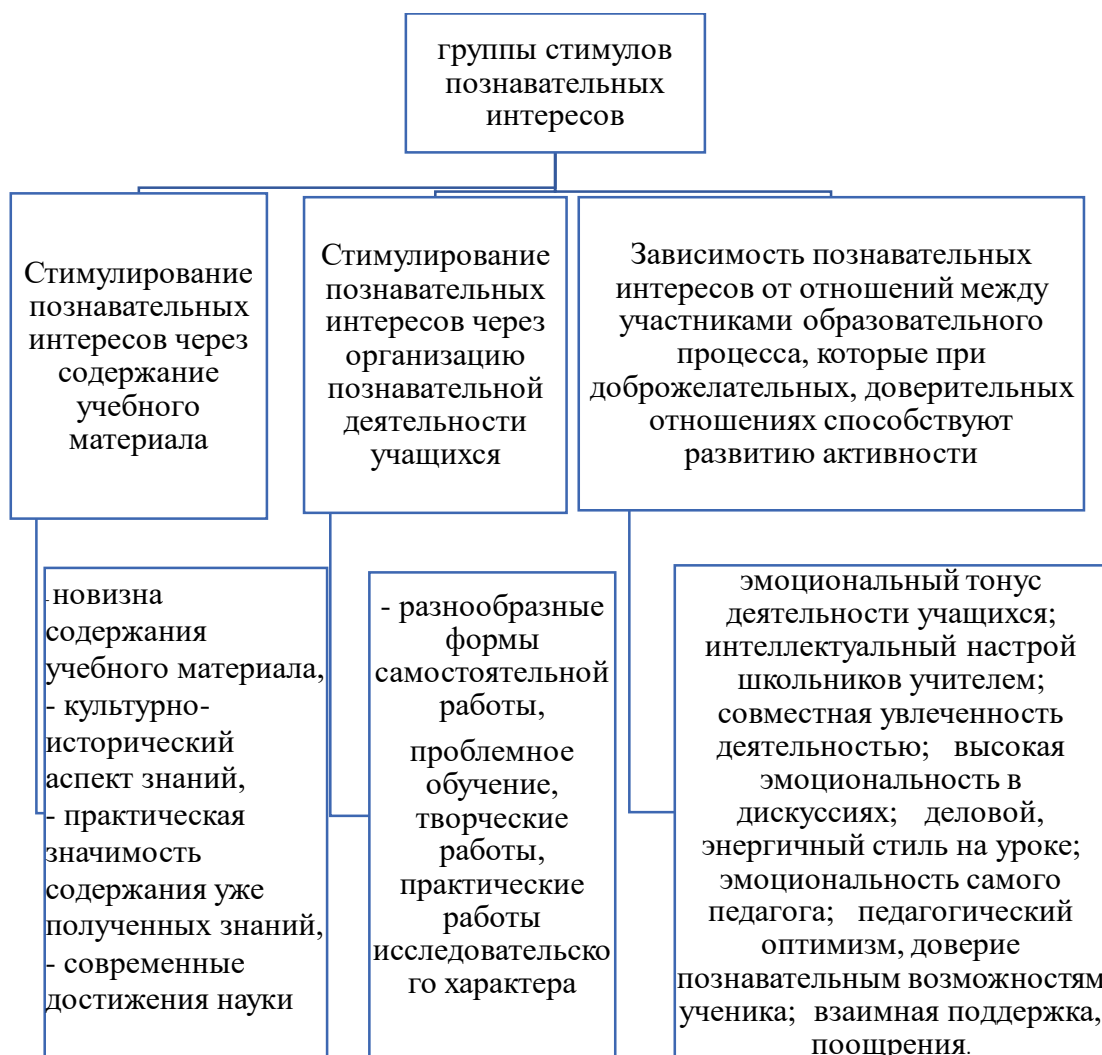 группы стимулов
познавательных
интересов
Стимулирование
познавательных
интересов через
содержание
учебного
материала
Стимулирование
познавательных
интересов через
организацию
познавательной
деятельности
учащихся
Зависимость познавательных
интересов от отношений между
участниками образовательного
процесса, которые при
доброжелательных, доверительных
отношениях способствуют
развитию активности
- новизна
содержания
учебного материала,
- культурно-
исторический
аспект знаний,
- практическая
значимость
содержания уже
полученных знаний,
- современные
достижения науки
- разнообразные
формы
самостоятельной
работы,
проблемное
обучение,
творческие
работы,
практические
работы
исследовательско
го характера
эмоциональный тонус
деятельности учащихся;
интеллектуальный настрой
школьников учителем;
совместная увлеченность
деятельностью; высокая
эмоциональность в
дискуссиях; деловой,
энергичный стиль на уроке;
эмоциональность самого
педагога; педагогический
оптимизм, доверие
познавательным возможностям
ученика; взаимная поддержка,
поощрения.